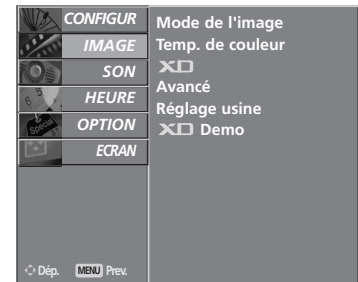 CONFIGUR
IMAGE
SON
HEURE
OPTION
ECRAN
Mode de l'image
Temp. de couleur
XD
Avancé
Réglage usine
XD Demo
Dép. MENU Prev.